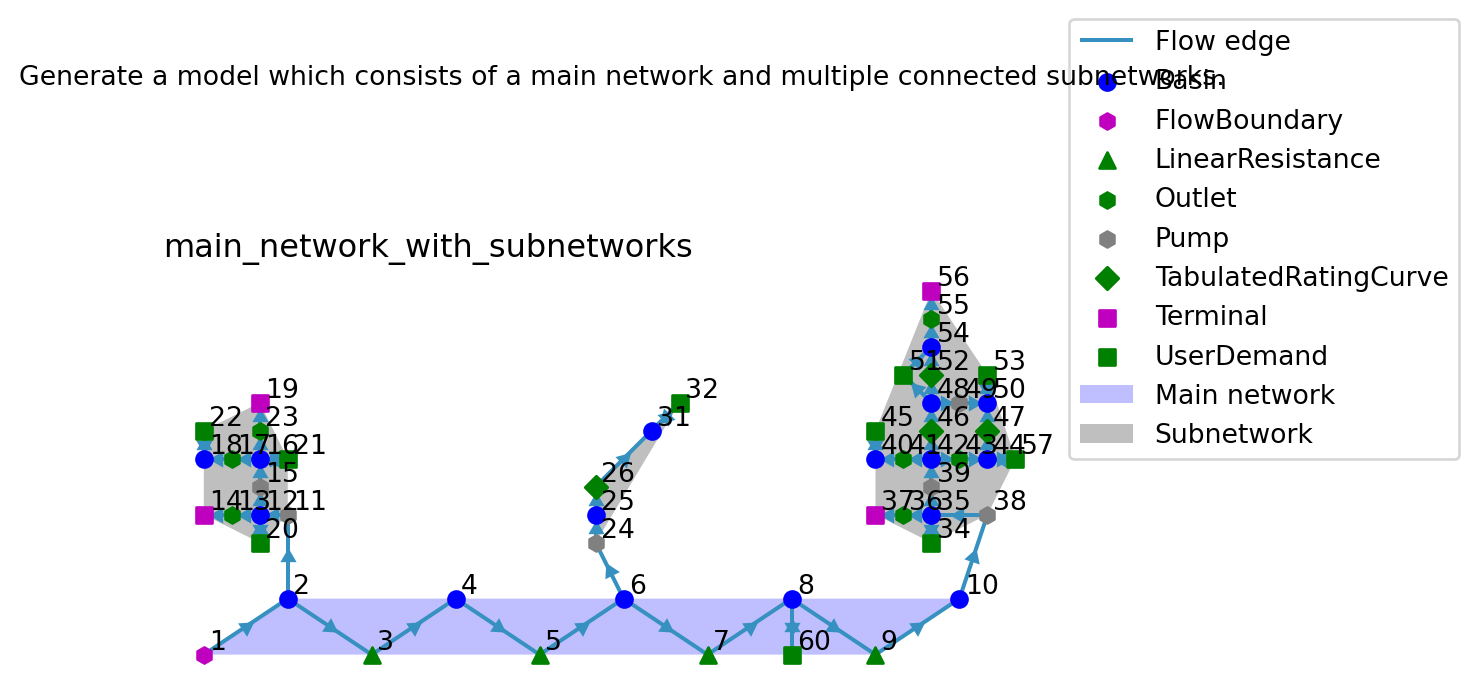 Flow edge
Generate a model which consists of a main network and multiple connected subnetworks.
Basin
FlowBoundary
LinearResistance
Outlet
Pump
TabulatedRatingCurve
Terminal
UserDemand
Main network
Subnetwork
main_network_with_subnetworks
56
55
54
51 52 53
19 32 48 49 50
22 23 31 45 46 47
18 17 16 21 40 41 42 43 44 57
15 26 39
14 13 12 11 25 37 36 35 38
20 24 34
2 4 6 8 10
1 3 5 7 60 9